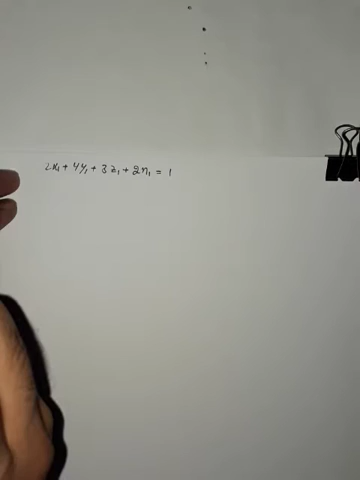 2x₁ + 4y₁ + 3z₁ + 2n₁ = 1